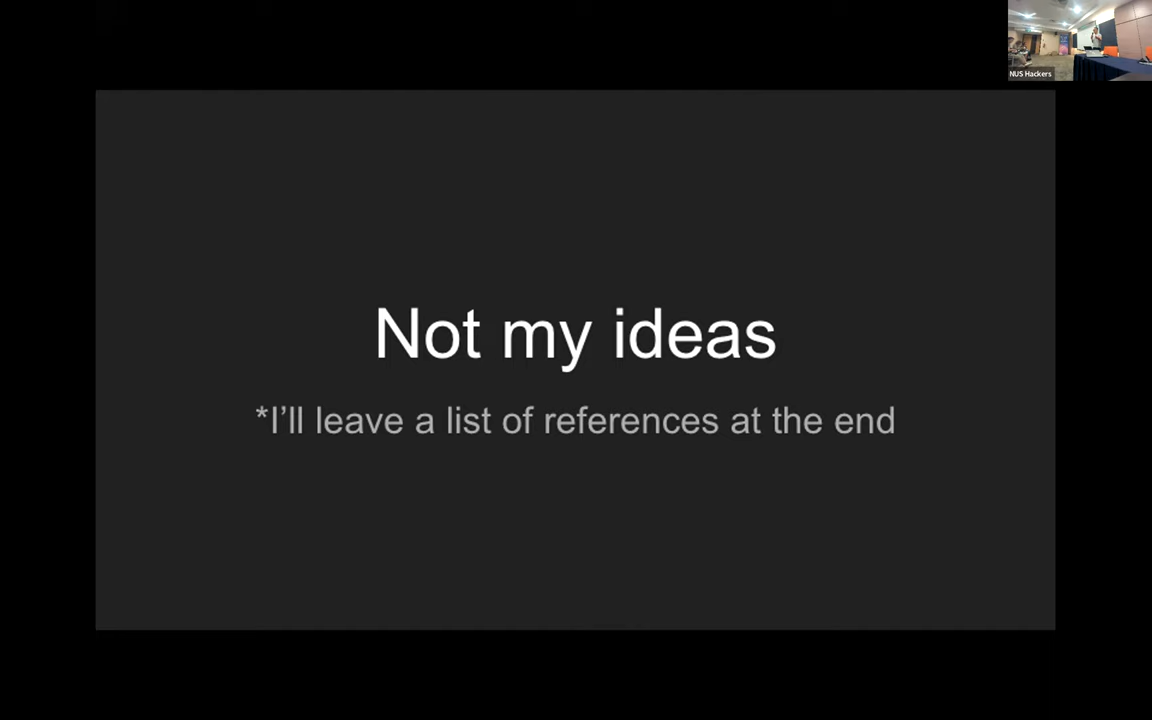 NUS Hackers
Not my ideas
*I’ll leave a list of references at the end